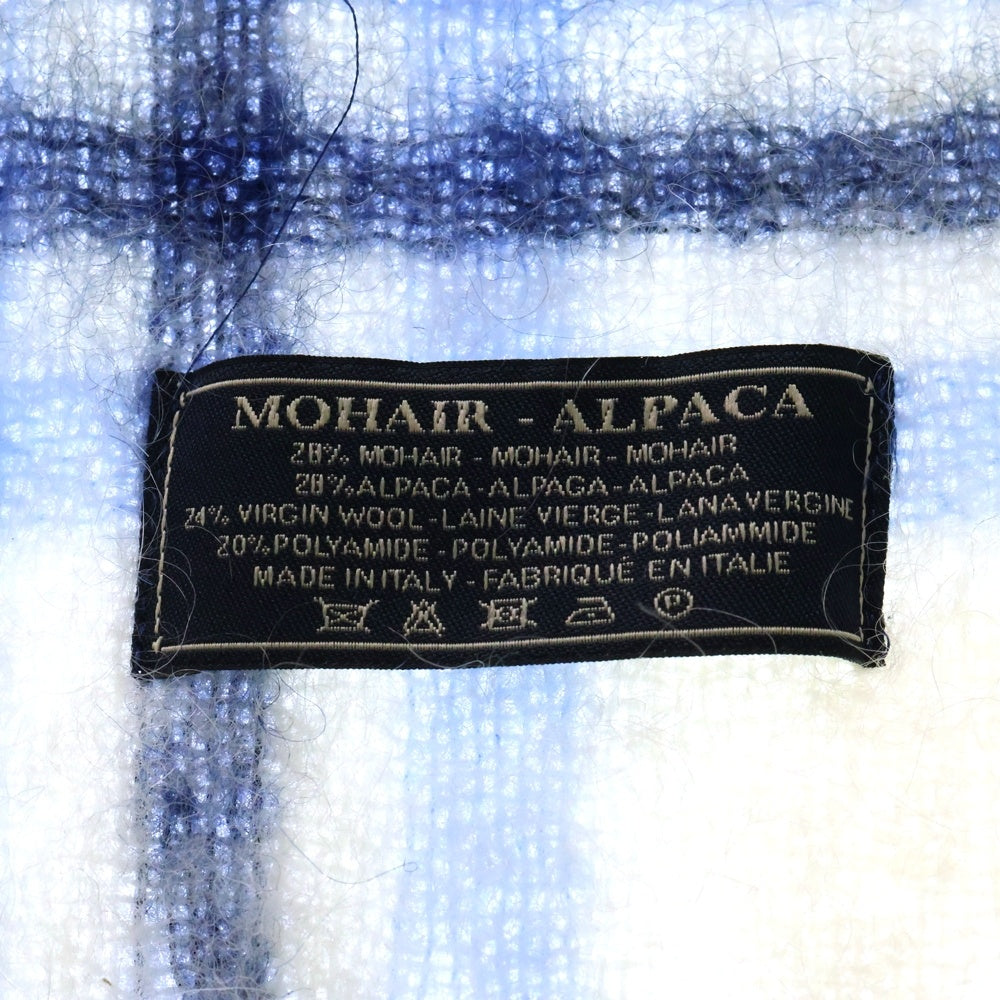 MOHAIR - ALPACA
28% MOHAIR - MOHAIR - MOHAIR
28% ALPACA - ALPACA - ALPACA
24% VIRGIN WOOL - LAINE VIERGE - LANA VERGINE
20% POLYAMIDE - POLYAMIDE - POLIAMMIDE
MADE IN ITALY - FABRIQUE EN ITALIE
P